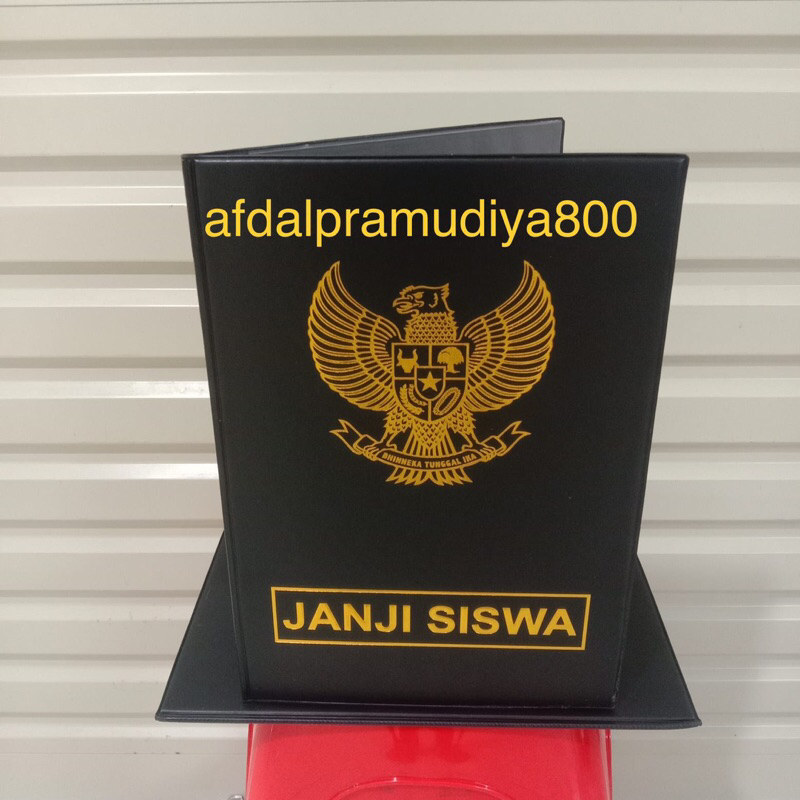 afdalpramudiya800
BHINNEKA TUNGGAL IKA
JANJI SISWA